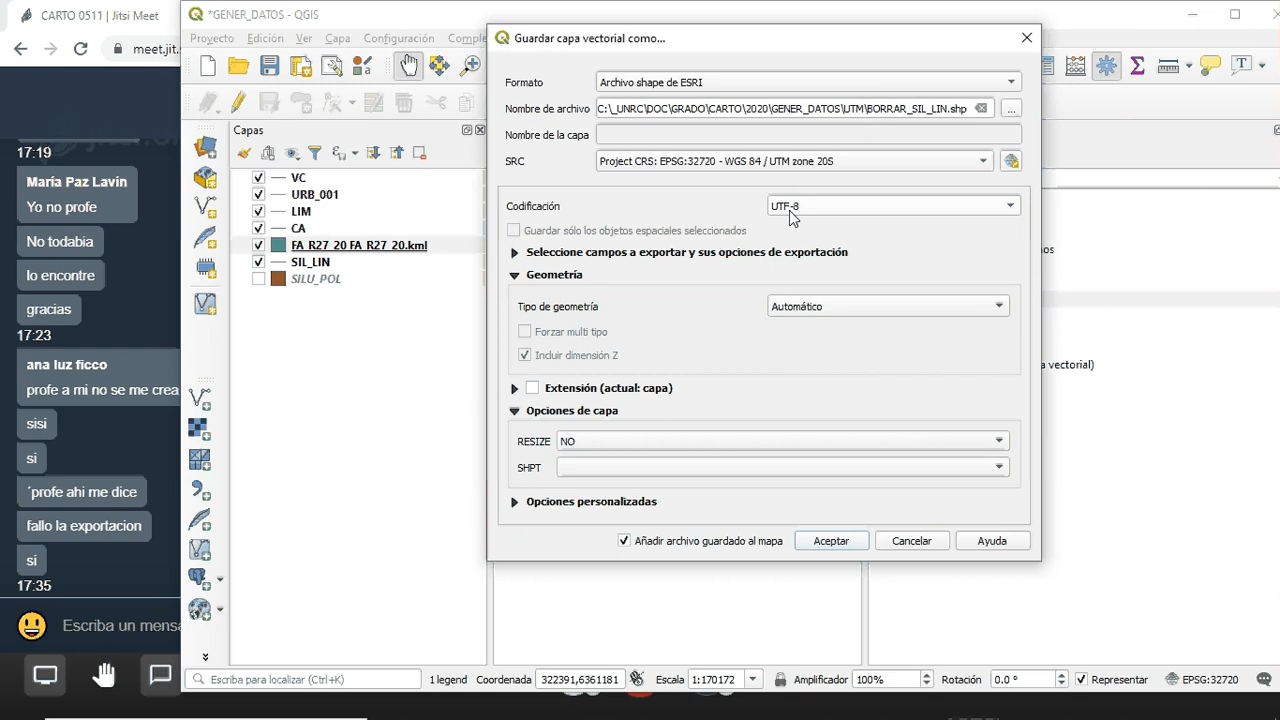 CARTO 0511 | Jitsi Meet
meet.jit.s
17:19
María Paz Lavin
Yo no profe
No todabia
lo encontre
gracias
17:23
ana luz ficco
profe a mi no se me crea
sisi
si
´profe ahi me dice
fallo la exportacion
si
17:35
Escriba un mensa
*GENER_DATOS - QGIS
Proyecto Edición Ver Capa Configuración Comple
Capas
VC
URB_001
LIM
CA
FA_R27_20 FA_R27_20.kml
SIL_LIN
SILU_POL
Guardar capa vectorial como...
Formato Archivo shape de ESRI
Nombre de archivo C:\_UNRC\DOC\GRADO\CARTO\2020\GENER_DATOS\UTM\BORRAR_SIL_LIN.shp ...
Nombre de la capa
SRC Project CRS: EPSG:32720 - WGS 84 / UTM zone 20S
Codificación UTF-8
Guardar sólo los objetos espaciales seleccionados
Seleccione campos a exportar y sus opciones de exportación
Geometría
Tipo de geometría Automático
Forzar multi tipo
Incluir dimensión Z
Extensión (actual: capa)
Opciones de capa
RESIZE NO
SHPT
Opciones personalizadas
Añadir archivo guardado al mapa Aceptar Cancelar Ayuda
os
a vectorial)
Escriba para localizar (Ctrl+K) 1 legend Coordenada 322391,6361181 Escala 1:170172 Amplificador 100% Rotación 0.0 ° Representar EPSG:32720